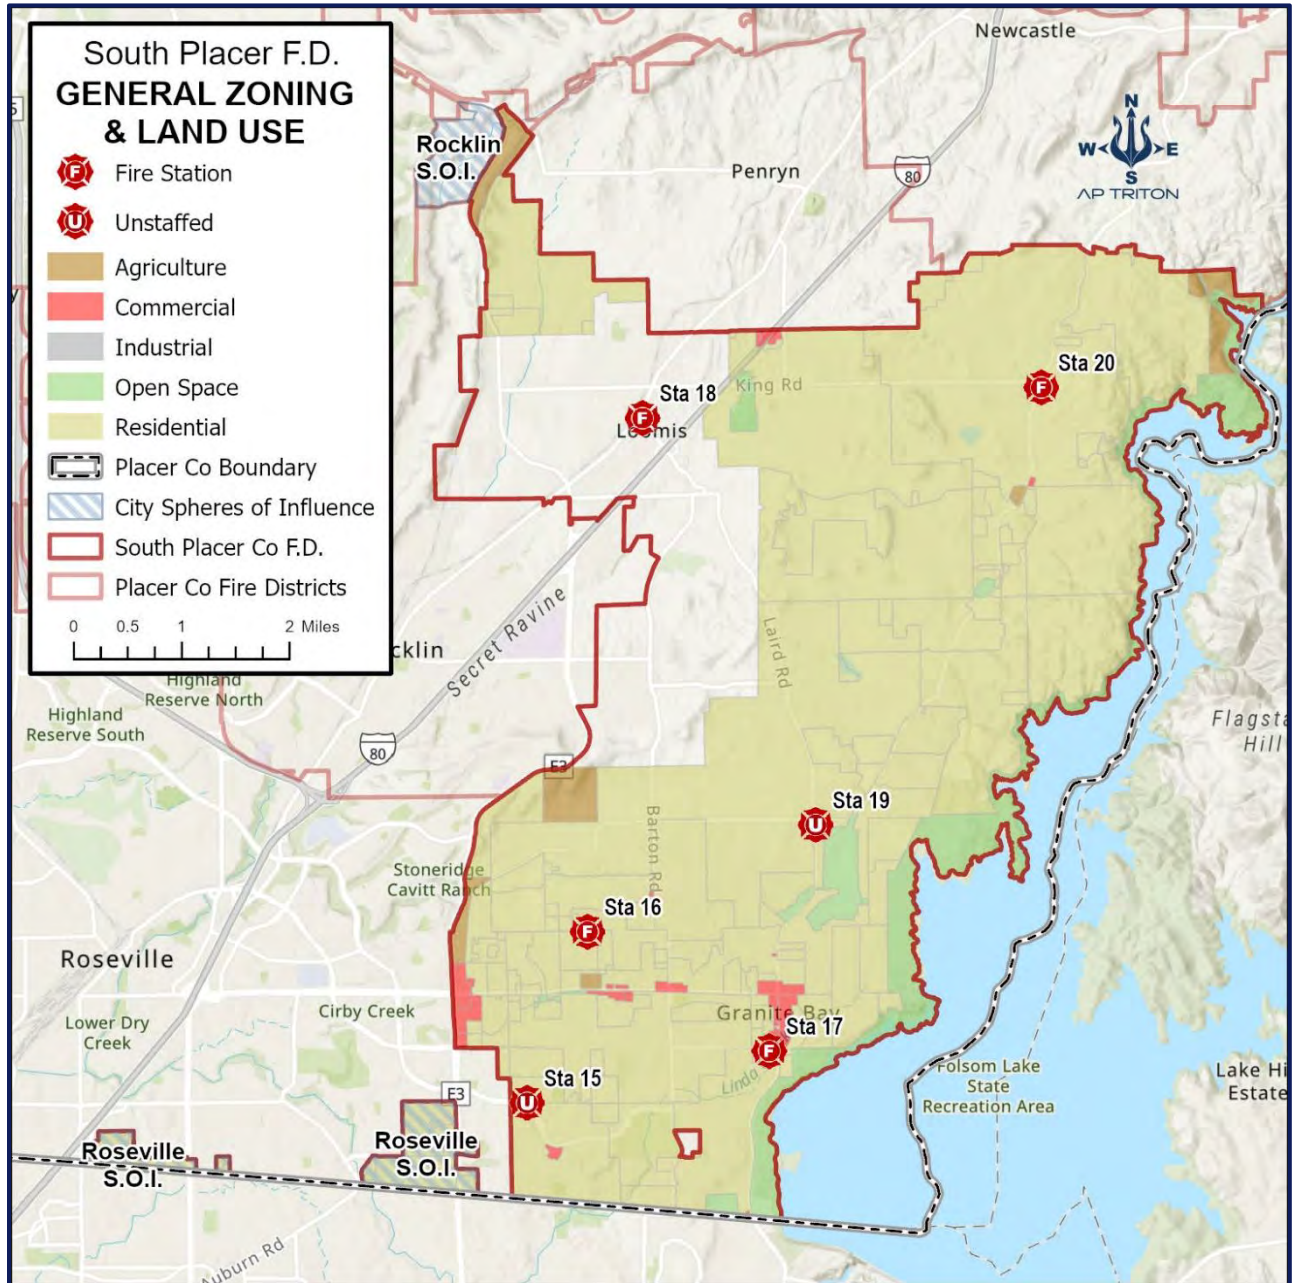 South Placer F.D.
GENERAL ZONING
& LAND USE
F Fire Station
U Unstaffed
Agriculture
Commercial
Industrial
Open Space
Residential
Placer Co Boundary
City Spheres of Influence
South Placer Co F.D.
Placer Co Fire Districts
0 0.5 1 2 Miles
Newcastle
N
W E
S
AP TRITON
Rocklin
S.O.I.
Penryn
80
Sta 20
F
King Rd
Sta 18
F
Loomis
Secret Ravine
Laird Rd
cklin
Highland
Reserve North
Highland
Reserve South
Flagsta
Hill
80
E3
Sta 19
U
Barton Rd
Stoneridge
Cavitt Ranch
Sta 16
F
Roseville
Cirby Creek
Lower Dry
Creek
Granite Bay
Sta 17
F
Linda
Sta 15
U
E3
Folsom Lake
State
Recreation Area
Lake Hi
Estate
Roseville
S.O.I.
Roseville
S.O.I.
Auburn Rd